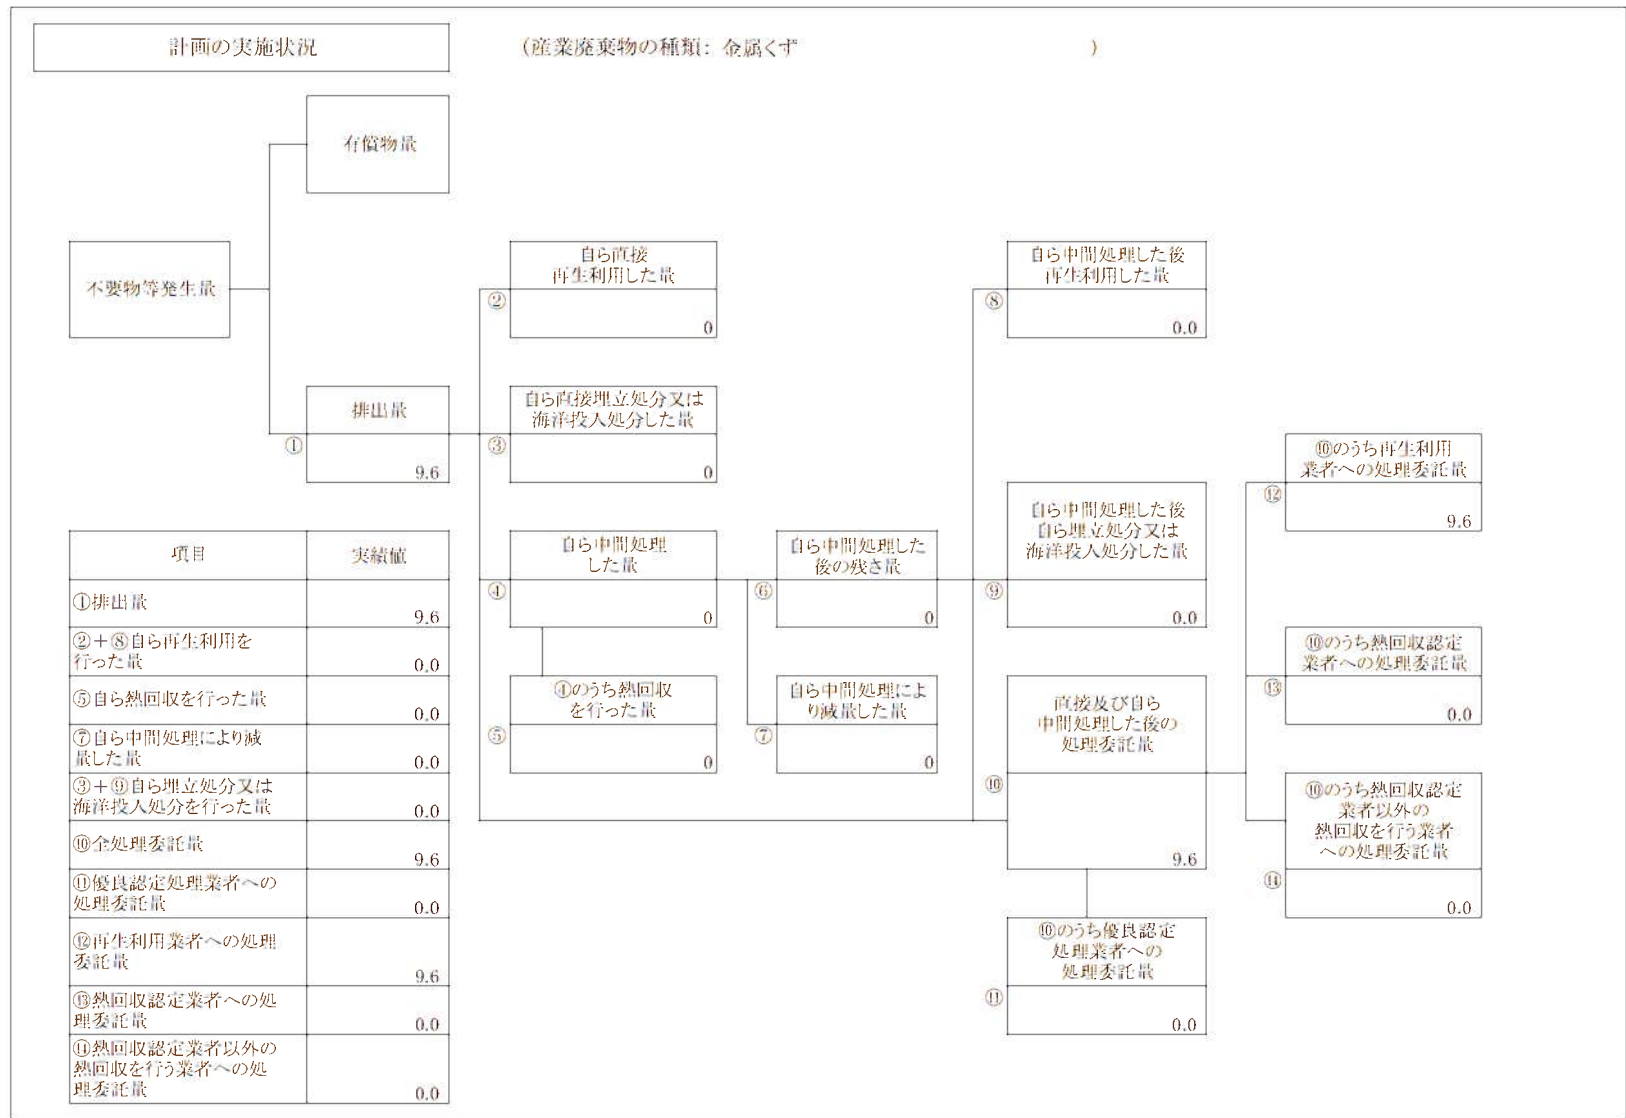 計画の実施状況
（産業廃棄物の種類：金属くず　）
有償物量
不要物等発生量
自ら直接
再生利用した量
②
0
自ら中間処理した後
再生利用した量
⑧
0.0
排出量
①
9.6
自ら直接埋立処分又は
海洋投入処分した量
③
0
⑩のうち再生利用
業者への処理委託量
⑫
9.6
自ら中間処理
した量
④
0
自ら中間処理した
後の残さ量
⑥
0
自ら中間処理した後
自ら埋立処分又は
海洋投入処分した量
⑨
0.0
⑩のうち熱回収認定
業者への処理委託量
⑬
0.0
④のうち熱回収
を行った量
⑤
0
自ら中間処理によ
り減量した量
⑦
0
直接及び自ら
中間処理した後の
処理委託量
⑩
9.6
⑩のうち熱回収認定
業者以外の
熱回収を行う業者
への処理委託量
⑭
0.0
⑩のうち優良認定
処理業者への
処理委託量
⑪
0.0
項目　実績値
①排出量
9.6
②＋⑧自ら再生利用を
行った量
0.0
⑤自ら熱回収を行った量
0.0
⑦自ら中間処理により減
量した量
0.0
③＋⑨自ら埋立処分又は
海洋投入処分を行った量
0.0
⑩全処理委託量
9.6
⑪優良認定処理業者への
処理委託量
0.0
⑫再生利用業者への処理
委託量
9.6
⑬熱回収認定業者への処
理委託量
0.0
⑭熱回収認定業者以外の
熱回収を行う業者への処
理委託量
0.0